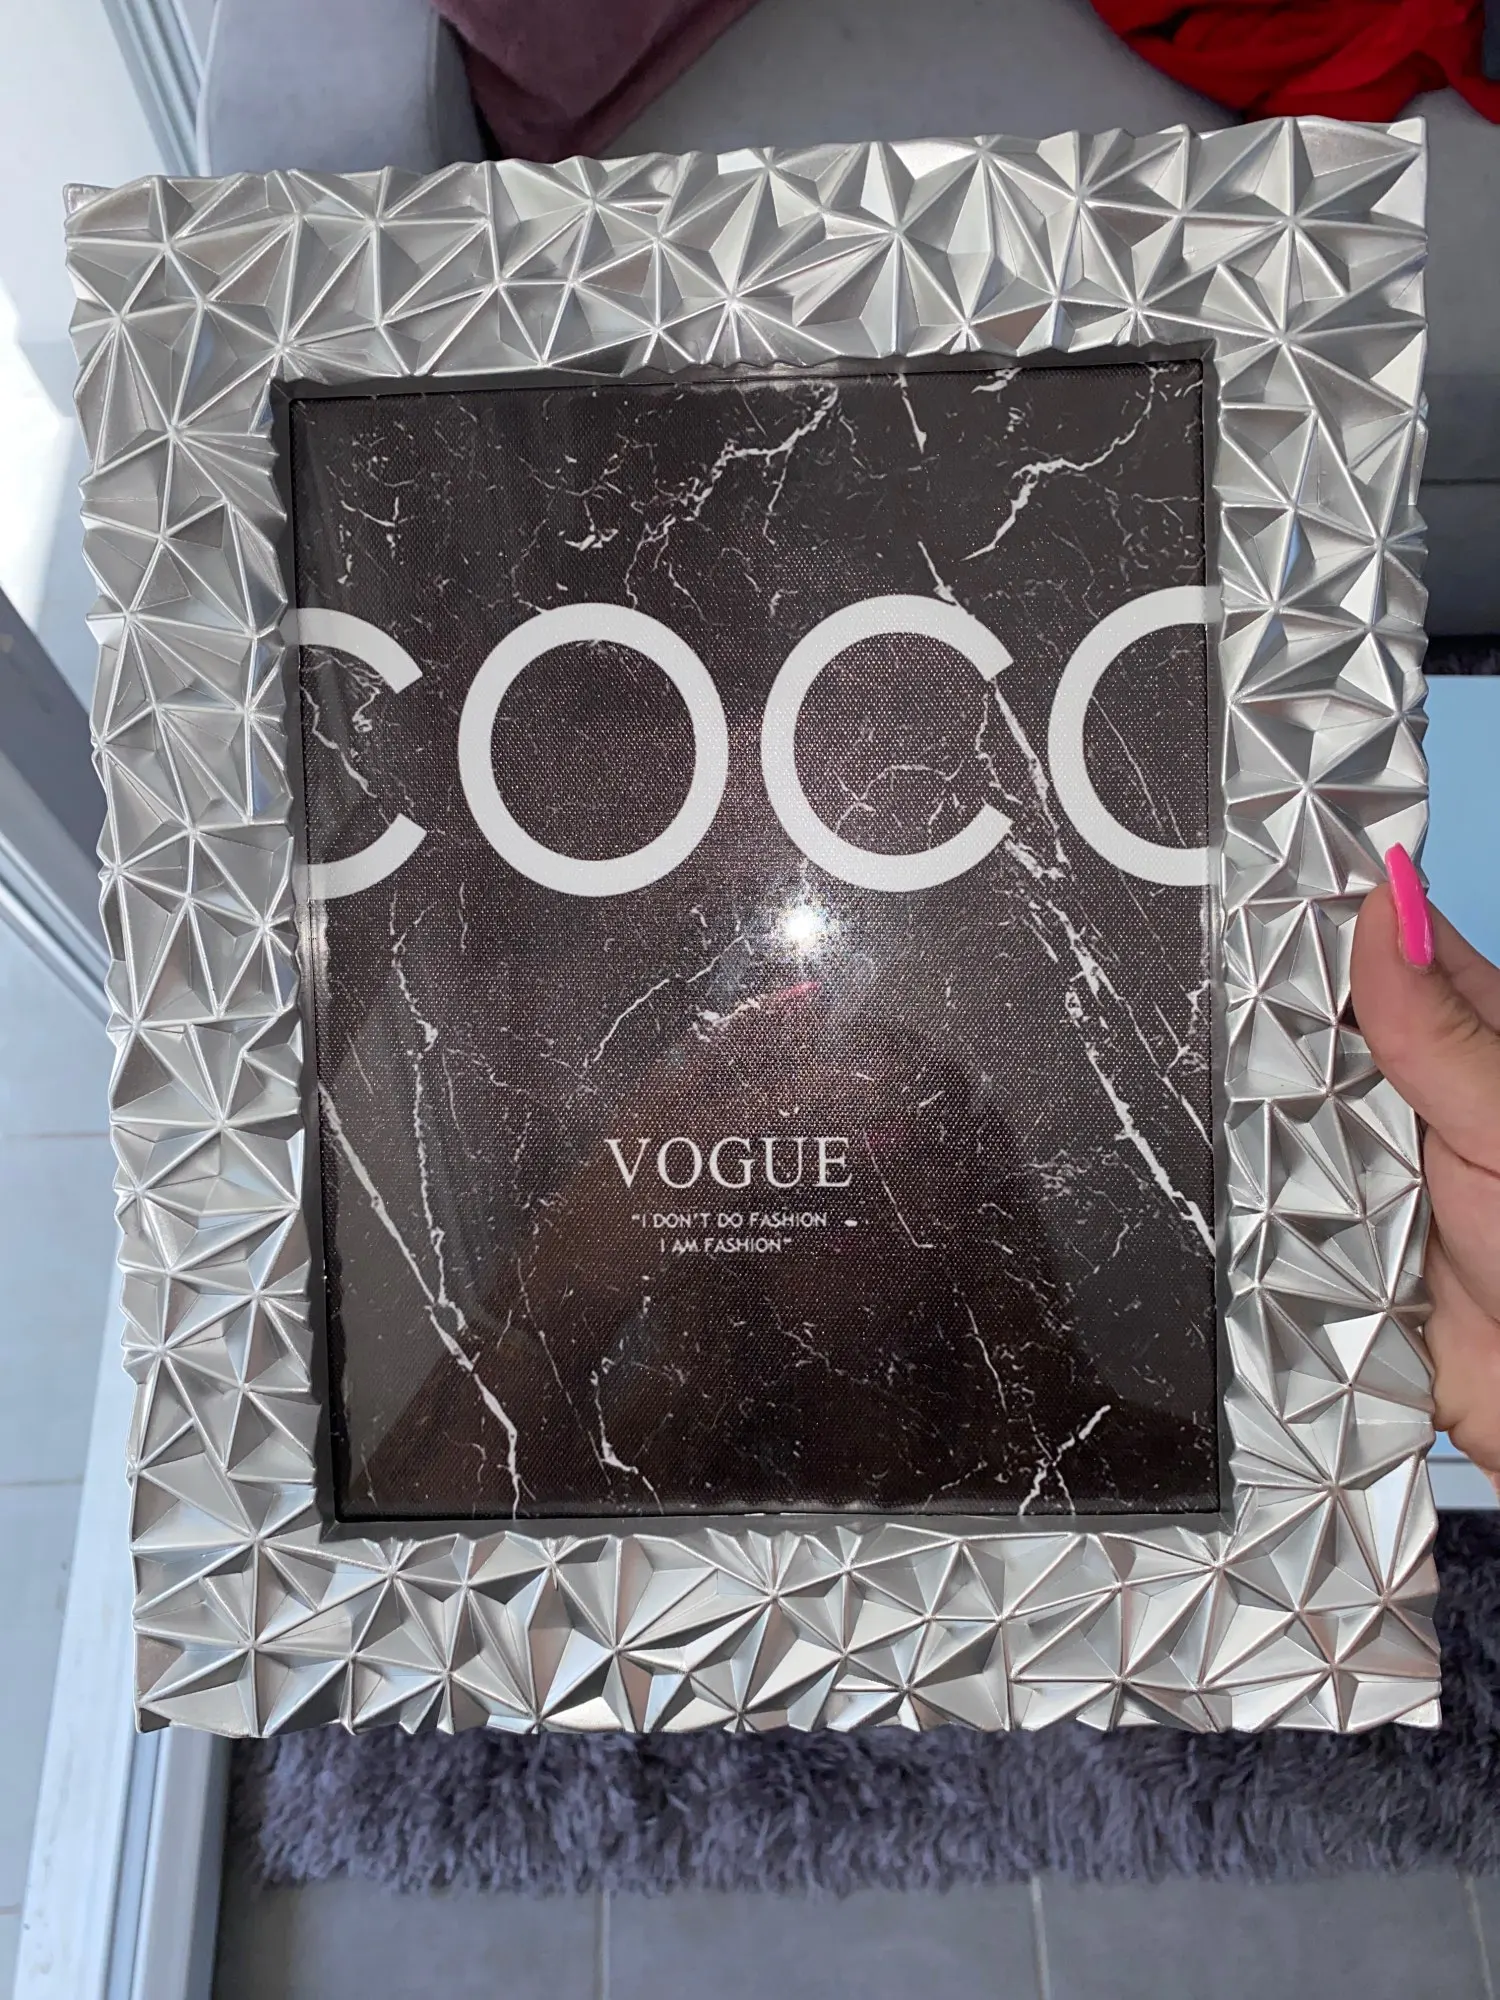 COCO
VOGUE
"I DON'T DO FASHION
I AM FASHION"